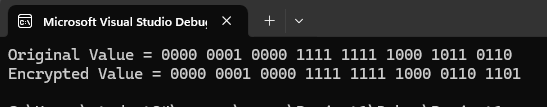 Microsoft Visual Studio Debug
Original Value = 0000 0001 0000 1111 1111 1000 1011 0110
Encrypted Value = 0000 0001 0000 1111 1111 1000 0110 1101